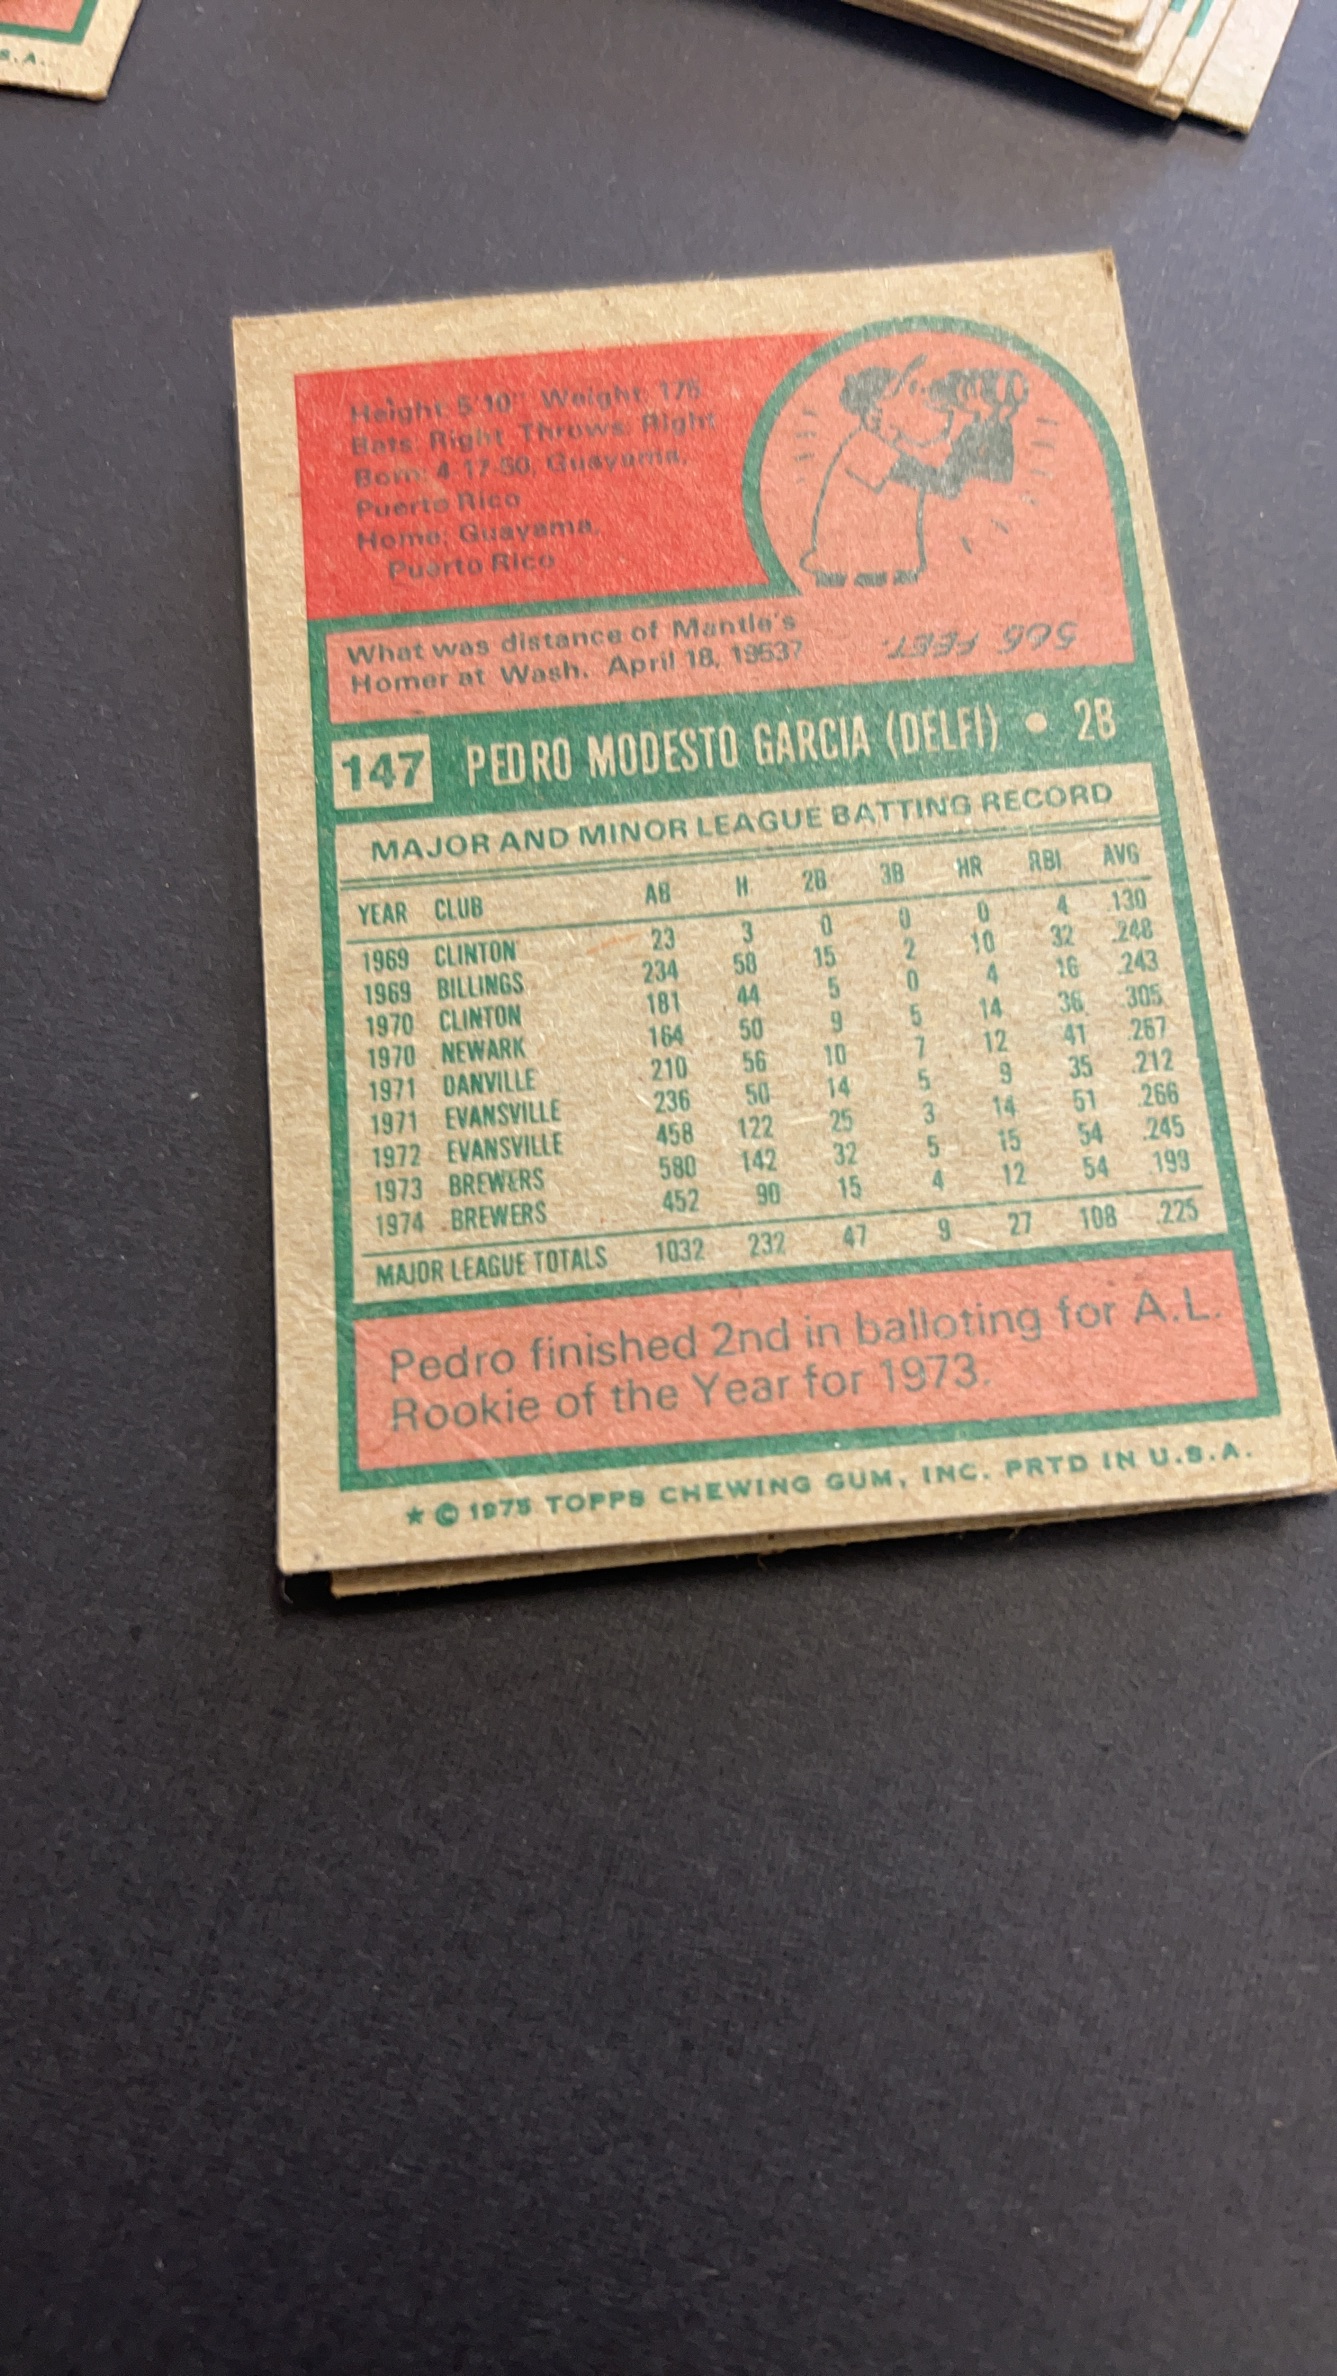 S.A.
Height: 5'10" Weight: 175
Bats: Right Throws: Right
Born: 4-17-50, Guayama,
Puerto Rico
Home: Guayama,
Puerto Rico
What was distance of Mantle's
Homer at Wash. April 18, 1953?
565 FEET.
147 PEDRO MODESTO GARCIA (DELFI) • 2B
MAJOR AND MINOR LEAGUE BATTING RECORD
YEAR CLUB AB H 2B 3B HR RBI AVG
1969 CLINTON 23 3 0 0 0 4 .130
1969 BILLINGS 234 58 15 2 10 32 .248
1970 CLINTON 181 44 5 0 4 16 .243
1970 NEWARK 164 50 9 5 14 36 .305
1971 DANVILLE 210 56 10 7 12 41 .267
1971 EVANSVILLE 236 50 14 5 9 35 .212
1972 EVANSVILLE 458 122 25 3 14 51 .266
1973 BREWERS 580 142 32 5 15 54 .245
1974 BREWERS 452 90 15 4 12 54 .199
MAJOR LEAGUE TOTALS 1032 232 47 9 27 108 .225
Pedro finished 2nd in balloting for A.L.
Rookie of the Year for 1973.
★ © 1975 TOPPS CHEWING GUM, INC. PRTD IN U.S.A.